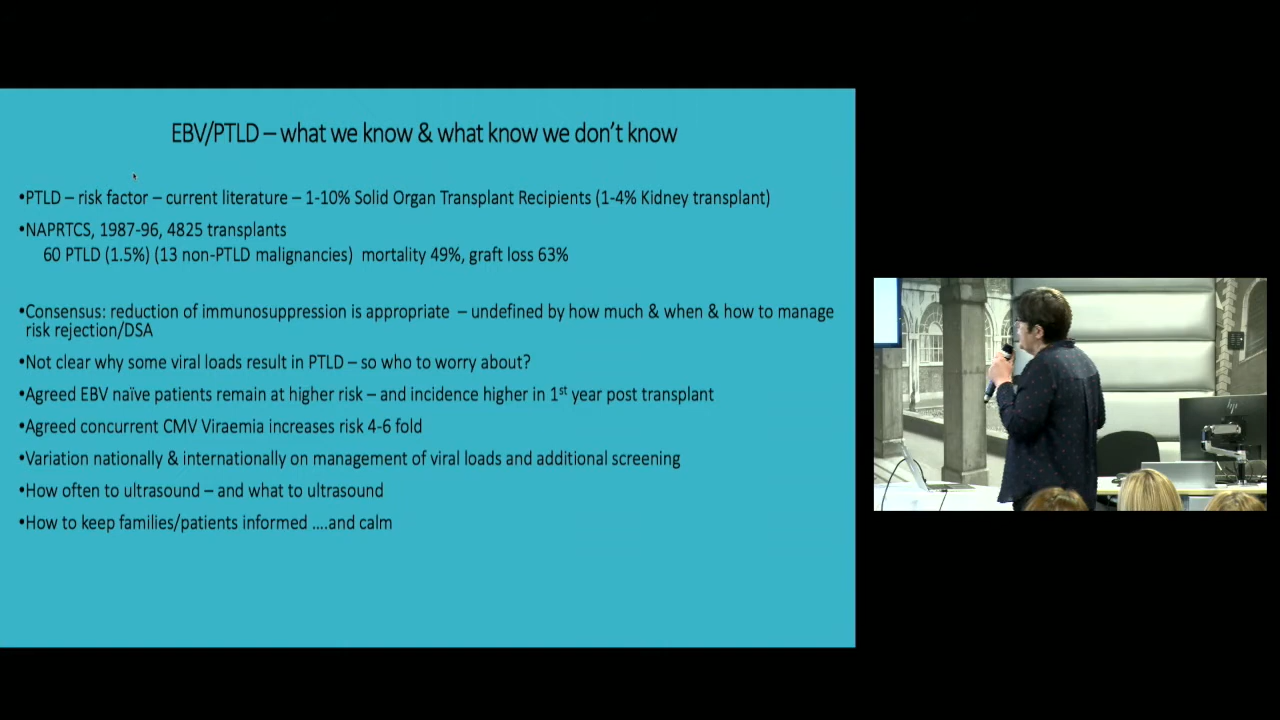 EBV/PTLD – what we know & what know we don't know
•PTLD – risk factor – current literature – 1-10% Solid Organ Transplant Recipients (1-4% Kidney transplant)
•NAPRTCS, 1987-96, 4825 transplants
60 PTLD (1.5%) (13 non-PTLD malignancies)  mortality 49%, graft loss 63%
•Consensus: reduction of immunosuppression is appropriate  – undefined by how much & when & how to manage
risk rejection/DSA
•Not clear why some viral loads result in PTLD – so who to worry about?
•Agreed EBV naïve patients remain at higher risk – and incidence higher in 1st year post transplant
•Agreed concurrent CMV Viraemia increases risk 4-6 fold
•Variation nationally & internationally on management of viral loads and additional screening
•How often to ultrasound – and what to ultrasound
•How to keep families/patients informed ....and calm
hp